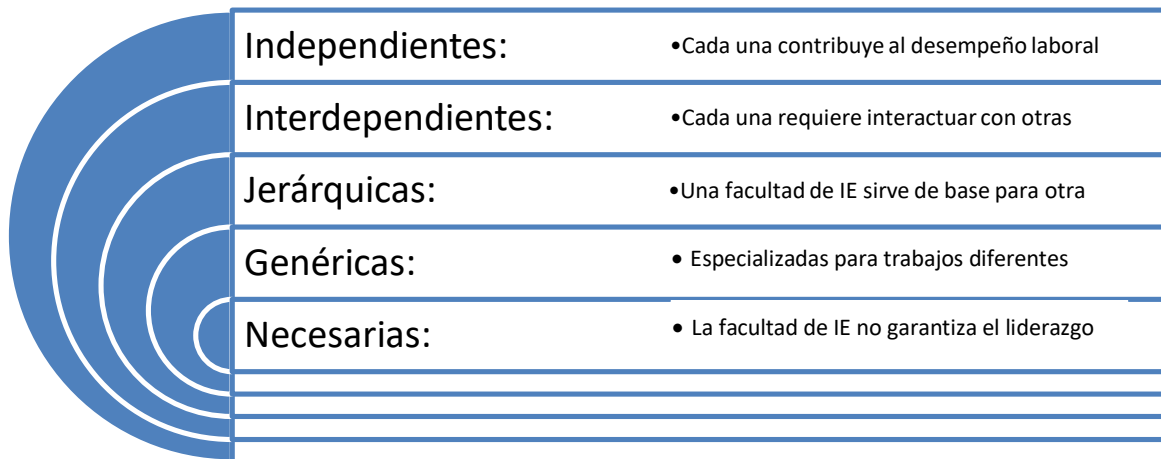 Independientes:
•Cada una contribuye al desempeño laboral
Interdependientes:
•Cada una requiere interactuar con otras
Jerárquicas:
•Una facultad de IE sirve de base para otra
Genéricas:
• Especializadas para trabajos diferentes
Necesarias:
• La facultad de IE no garantiza el liderazgo